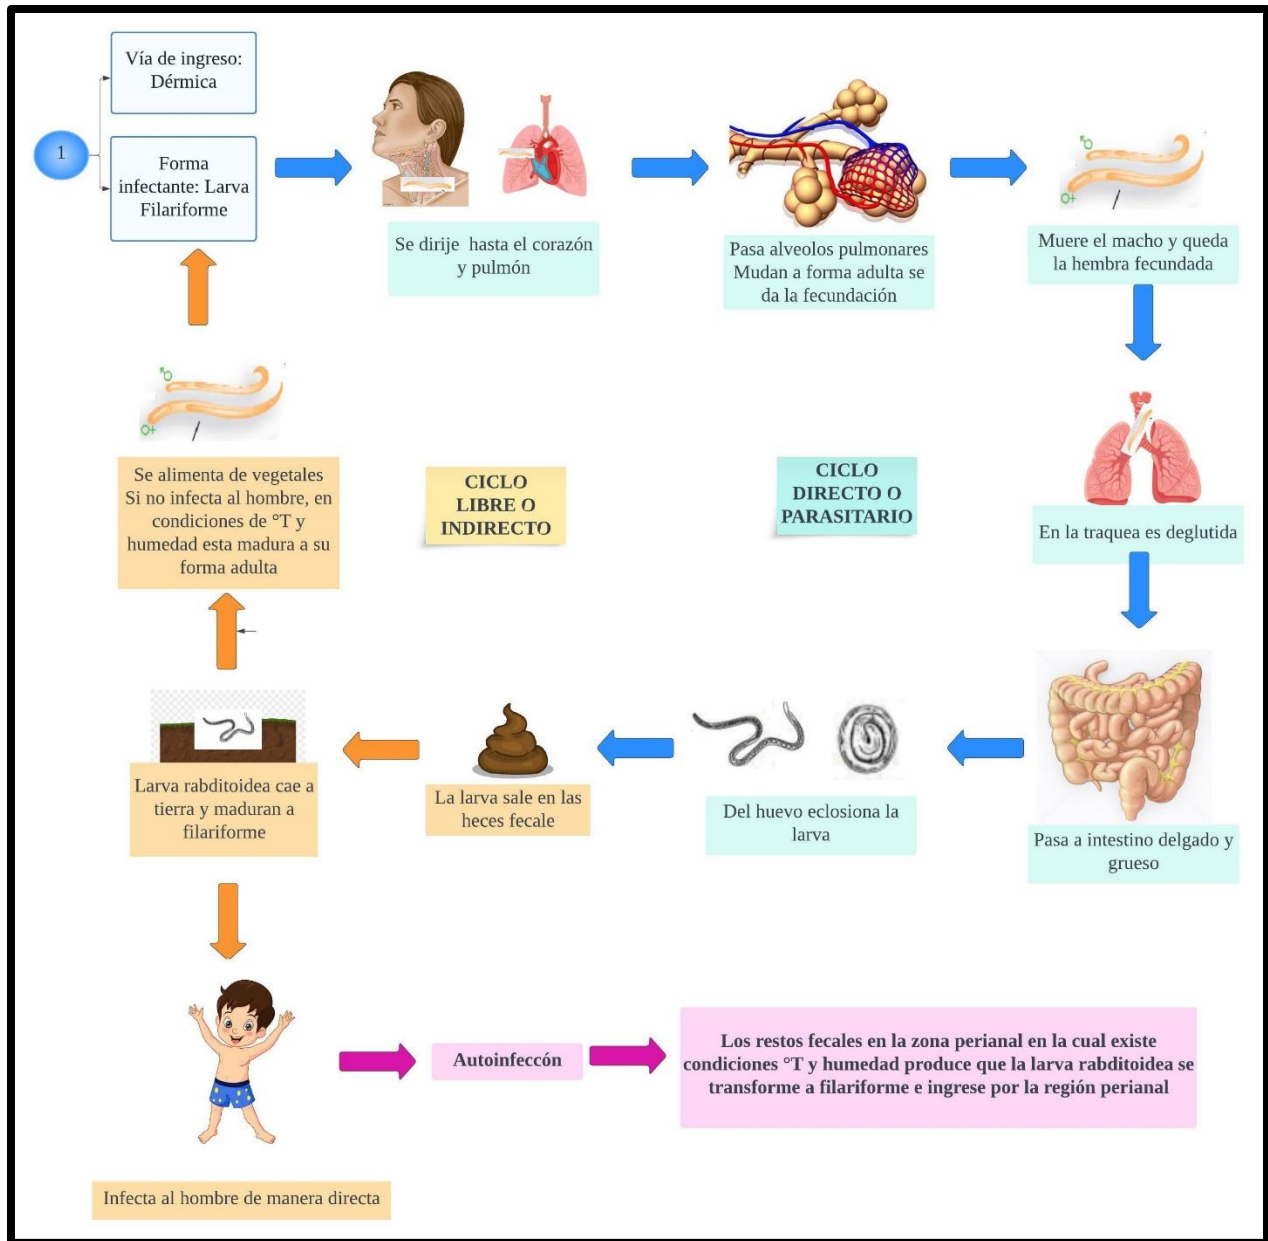 1
Vía de ingreso:
Dérmica
Forma
infectante: Larva
Filariforme
Se dirije hasta el corazón
y pulmón
Pasa alveolos pulmonares
Mudan a forma adulta se
da la fecundación
Muere el macho y queda
la hembra fecundada
En la traquea es deglutida
Pasa a intestino delgado y
grueso
Del huevo eclosiona la
larva
La larva sale en las
heces fecale
Larva rabditoidea cae a
tierra y maduran a
filariforme
Se alimenta de vegetales
Si no infecta al hombre, en
condiciones de °T y
humedad esta madura a su
forma adulta
CICLO
LIBRE O
INDIRECTO
CICLO
DIRECTO O
PARASITARIO
Infecta al hombre de manera directa
Autoinfeccón
Los restos fecales en la zona perianal en la cual existe
condiciones °T y humedad produce que la larva rabditoidea se
transforme a filariforme e ingrese por la región perianal